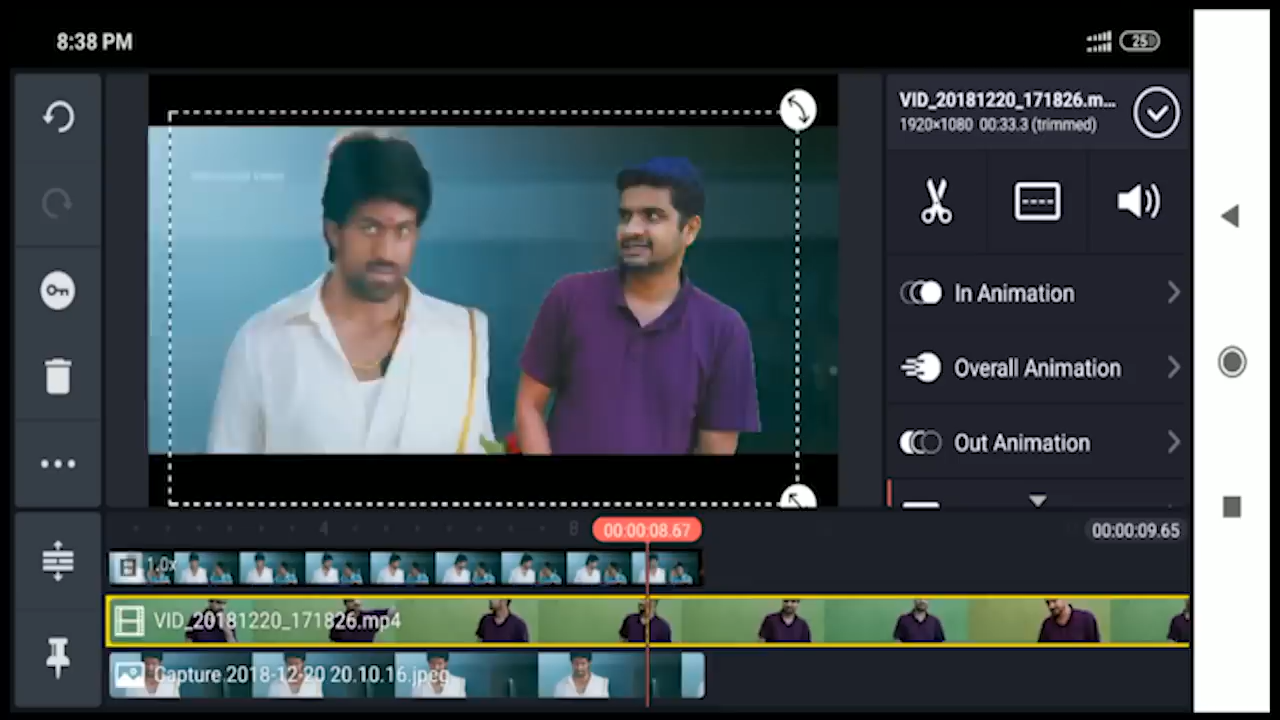 8:38 PM
25
VID_20181220_171826.m...
1920×1080 00:33.3 (trimmed)
In Animation
Overall Animation
Out Animation
4
8
00:00:08.67
00:00:09.65
1.0x
VID_20181220_171826.mp4
Capture 2018-12-20 20.10.16.jpeg